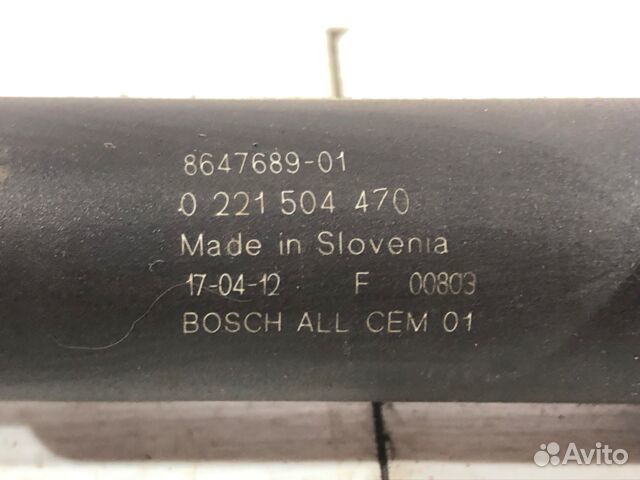 8647689-01
0 221 504 470
Made in Slovenia
17-04-12 F 00803
BOSCH ALL CEM 01
Avito